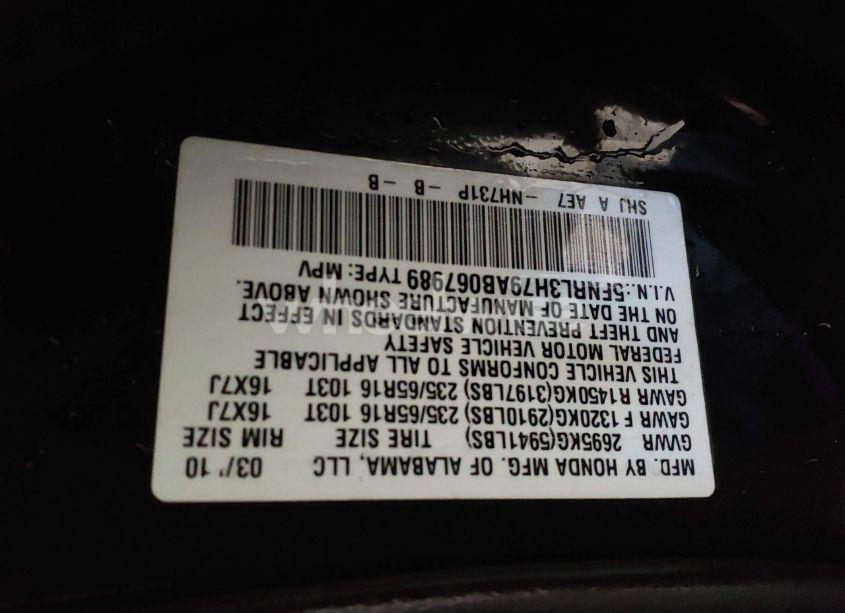 MFD. BY HONDA MFG. OF ALABAMA, LLC 03/'10
GVWR 2695KG(5941LBS) TIRE SIZE RIM SIZE
GAWR F 1320KG(2910LBS) 235/65R16 103T 16X7J
GAWR R1450KG(3197LBS) 235/65R16 103T 16X7J
THIS VEHICLE CONFORMS TO ALL APPLICABLE
FEDERAL MOTOR VEHICLE SAFETY
AND THEFT PREVENTION STANDARDS IN EFFECT
ON THE DATE OF MANUFACTURE SHOWN ABOVE.
V.I.N.:5FNRL3H79AB067989 TYPE: MPV
SHJ A AE7 -NH731P -B -B